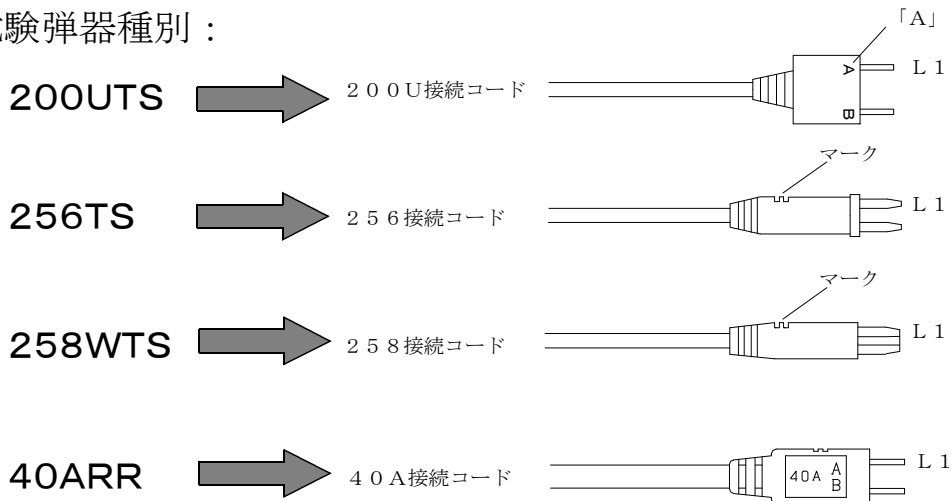 験弾器種別：
「A」
200UTS
２００U接続コード
A
B
L１
マーク
256TS
２５６接続コード
L１
マーク
258WTS
２５８接続コード
L１
40ARR
４０A接続コード
40A
A
B
L１